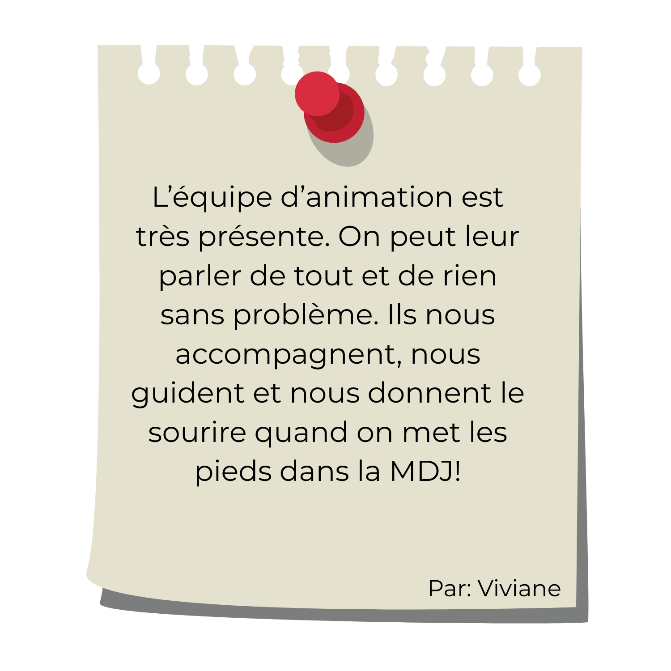 L’équipe d’animation est
très présente. On peut leur
parler de tout et de rien
sans problème. Ils nous
accompagnent, nous
guident et nous donnent le
sourire quand on met les
pieds dans la MDJ!
Par: Viviane